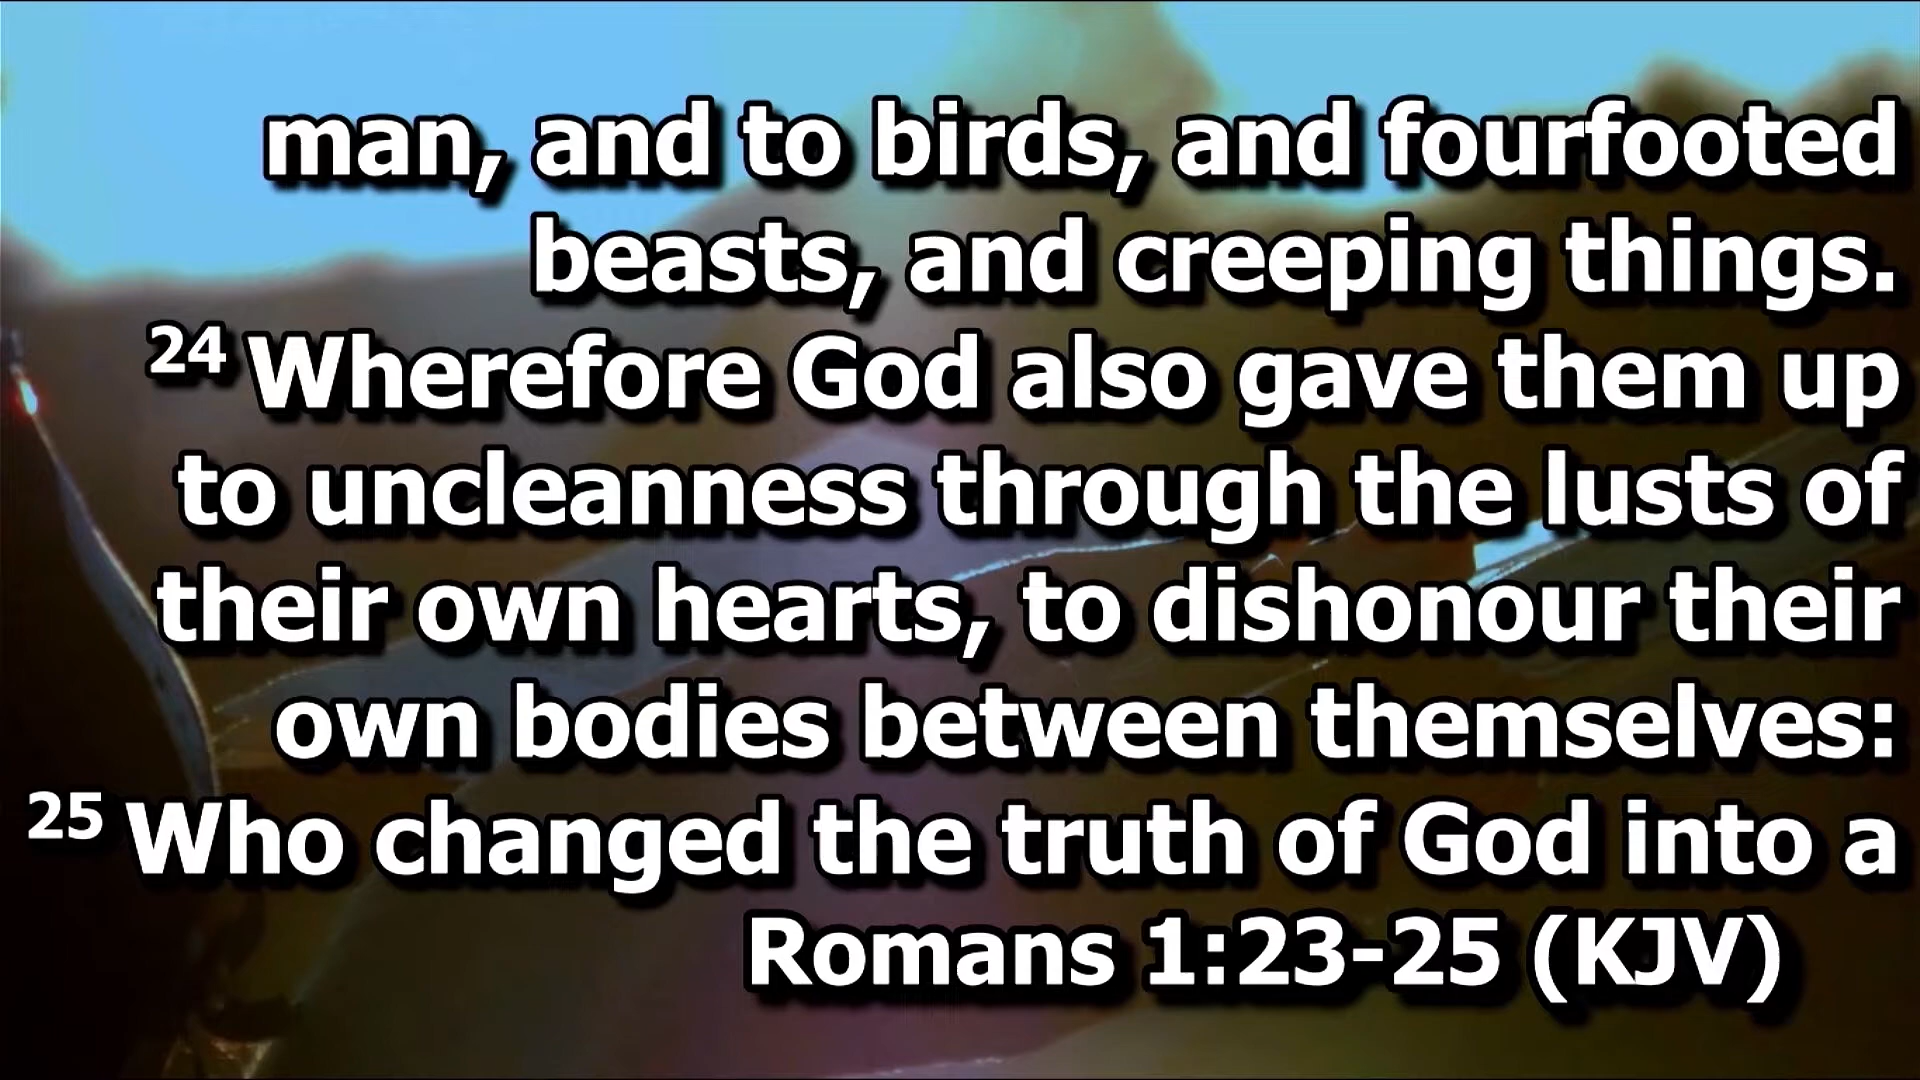 man, and to birds, and fourfooted
beasts, and creeping things.
24 Wherefore God also gave them up
to uncleanness through the lusts of
their own hearts, to dishonour their
own bodies between themselves:
25 Who changed the truth of God into a
Romans 1:23-25 (KJV)